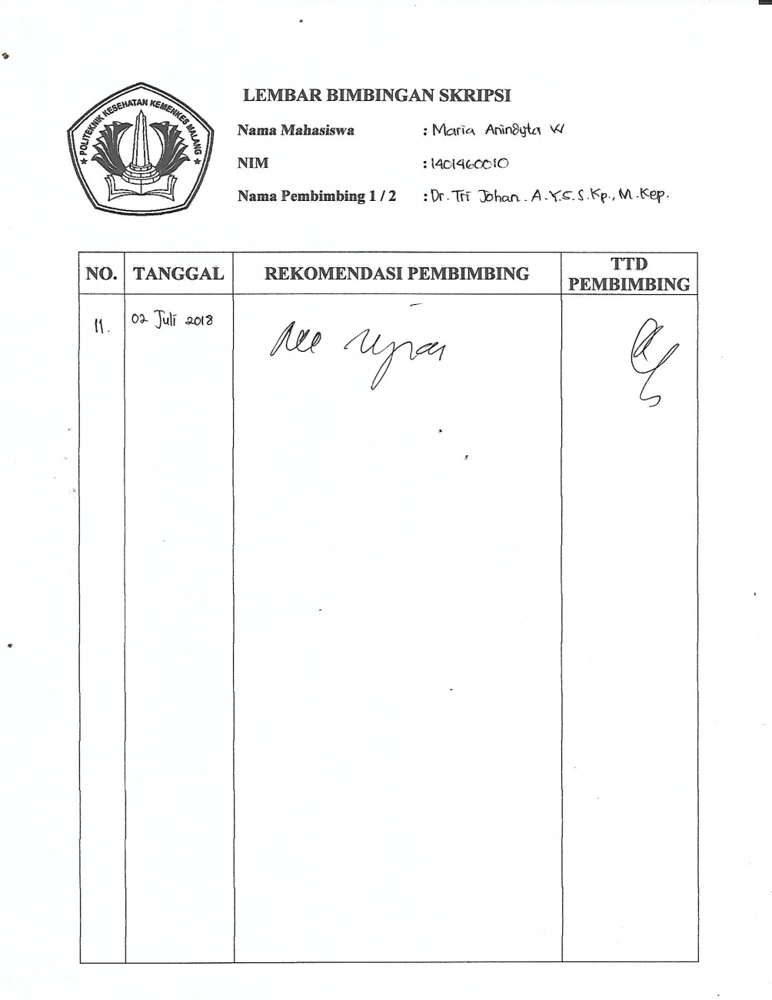 POLITEKNIK KESEHATAN KEMENKES MALANG
LEMBAR BIMBINGAN SKRIPSI
Nama Mahasiswa : Maria Anindyta W
NIM : 1401460010
Nama Pembimbing 1 / 2 : Dr. Tri Johan. A.Y.S.S.Kp., M.Kep.
NO. TANGGAL REKOMENDASI PEMBIMBING TTD PEMBIMBING
11. 02 Juli 2018 Acc ujian